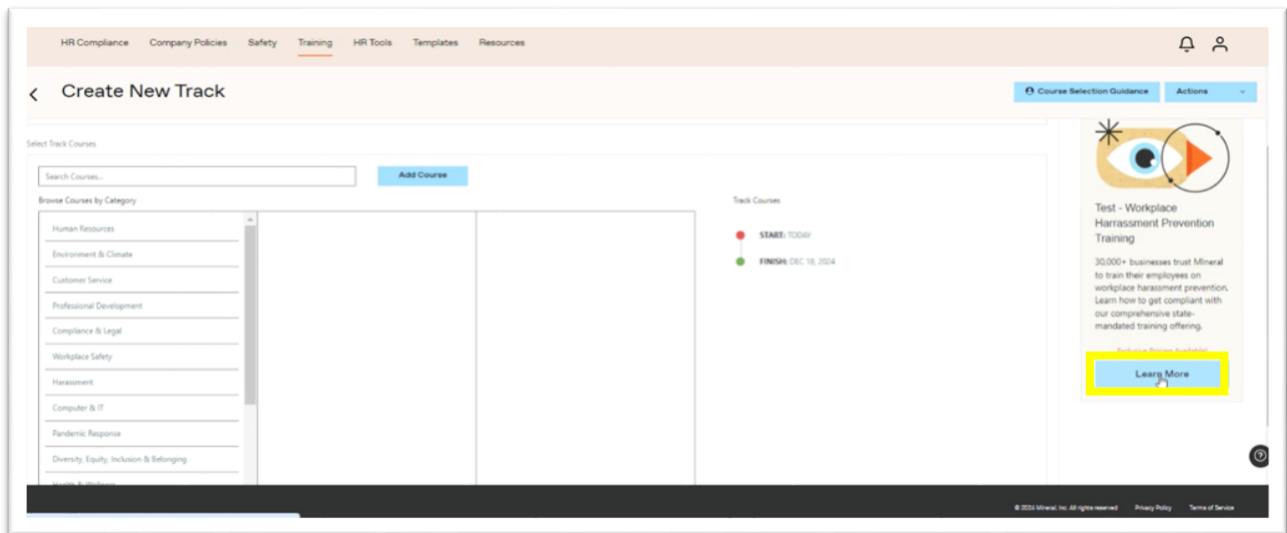 HR Compliance Company Policies Safety Training HR Tools Templates Resources
Create New Track
Course Selection Guidance Actions
Select Track Courses
Search Courses...
Add Course
Browse Courses by Category
Human Resources
Environment & Climate
Customer Service
Professional Development
Compliance & Legal
Workplace Safety
Harassment
Computer & IT
Pandemic Response
Diversity, Equity, Inclusion & Belonging
Health & Wellness
Track Courses
START: TODAY
FINISH: DEC 18, 2024
Test - Workplace
Harrassment Prevention
Training
30,000+ businesses trust Mineral
to train their employees on
workplace harassment prevention.
Learn how to get compliant with
our comprehensive state-
mandated training offering.
Exclusive Pricing Available!
Learn More
© 2024 Mineral, Inc. All rights reserved Privacy Policy Terms of Service